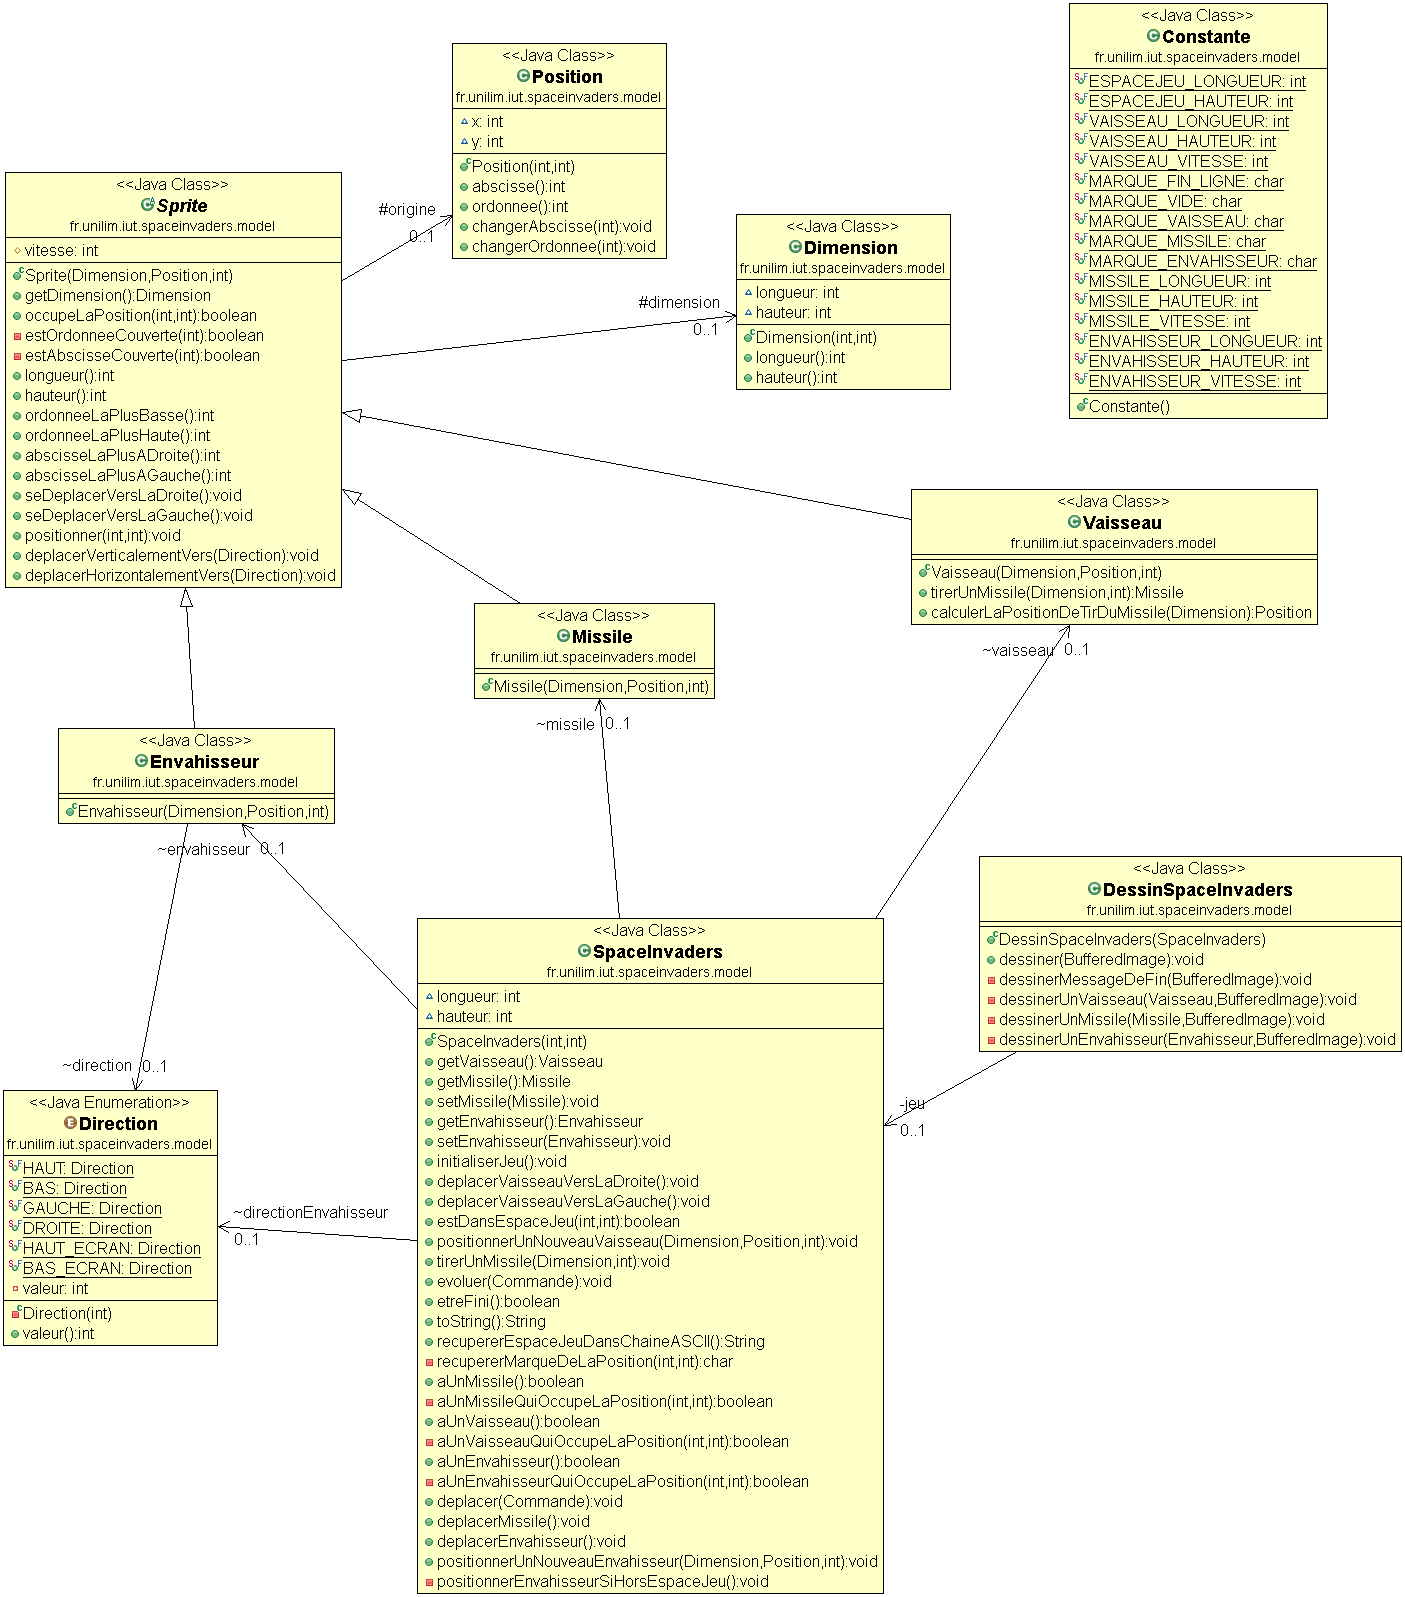 <<Java Class>>
Position
fr.unilim.iut.spaceinvaders.model
x: int
y: int
Position(int,int)
abscisse():int
ordonnee():int
changerAbscisse(int):void
changerOrdonnee(int):void
<<Java Class>>
Constante
fr.unilim.iut.spaceinvaders.model
ESPACEJEU_LONGUEUR: int
ESPACEJEU_HAUTEUR: int
VAISSEAU_LONGUEUR: int
VAISSEAU_HAUTEUR: int
VAISSEAU_VITESSE: int
MARQUE_FIN_LIGNE: char
MARQUE_VIDE: char
MARQUE_VAISSEAU: char
MARQUE_MISSILE: char
MARQUE_ENVAHISSEUR: char
MISSILE_LONGUEUR: int
MISSILE_HAUTEUR: int
MISSILE_VITESSE: int
ENVAHISSEUR_LONGUEUR: int
ENVAHISSEUR_HAUTEUR: int
ENVAHISSEUR_VITESSE: int
Constante()
<<Java Class>>
Sprite
fr.unilim.iut.spaceinvaders.model
vitesse: int
Sprite(Dimension,Position,int)
getDimension():Dimension
occupeLaPosition(int,int):boolean
estOrdonneeCouverte(int):boolean
estAbscisseCouverte(int):boolean
longueur():int
hauteur():int
ordonneeLaPlusBasse():int
ordonneeLaPlusHaute():int
abscisseLaPlusADroite():int
abscisseLaPlusAGauche():int
seDeplacerVersLaDroite():void
seDeplacerVersLaGauche():void
positionner(int,int):void
deplacerVerticalementVers(Direction):void
deplacerHorizontalementVers(Direction):void
#origine
0..1
#dimension
0..1
<<Java Class>>
Dimension
fr.unilim.iut.spaceinvaders.model
longueur: int
hauteur: int
Dimension(int,int)
longueur():int
hauteur():int
<<Java Class>>
Vaisseau
fr.unilim.iut.spaceinvaders.model
Vaisseau(Dimension,Position,int)
tirerUnMissile(Dimension,int):Missile
calculerLaPositionDeTirDuMissile(Dimension):Position
~vaisseau 0..1
<<Java Class>>
Missile
fr.unilim.iut.spaceinvaders.model
Missile(Dimension,Position,int)
~missile 0..1
<<Java Class>>
Envahisseur
fr.unilim.iut.spaceinvaders.model
Envahisseur(Dimension,Position,int)
~envahisseur 0..1
<<Java Class>>
DessinSpaceInvaders
fr.unilim.iut.spaceinvaders.model
DessinSpaceInvaders(SpaceInvaders)
dessiner(BufferedImage):void
dessinerMessageDeFin(BufferedImage):void
dessinerUnVaisseau(Vaisseau,BufferedImage):void
dessinerUnMissile(Missile,BufferedImage):void
dessinerUnEnvahisseur(Envahisseur,BufferedImage):void
-jeu
0..1
<<Java Class>>
SpaceInvaders
fr.unilim.iut.spaceinvaders.model
longueur: int
hauteur: int
SpaceInvaders(int,int)
getVaisseau():Vaisseau
getMissile():Missile
setMissile(Missile):void
getEnvahisseur():Envahisseur
setEnvahisseur(Envahisseur):void
initialiserJeu():void
deplacerVaisseauVersLaDroite():void
deplacerVaisseauVersLaGauche():void
estDansEspaceJeu(int,int):boolean
positionnerUnNouveauVaisseau(Dimension,Position,int):void
tirerUnMissile(Dimension,int):void
evoluer(Commande):void
etreFini():boolean
toString():String
recupererEspaceJeuDansChaineASCII():String
recupererMarqueDeLaPosition(int,int):char
aUnMissile():boolean
aUnMissileQuiOccupeLaPosition(int,int):boolean
aUnVaisseau():boolean
aUnVaisseauQuiOccupeLaPosition(int,int):boolean
aUnEnvahisseur():boolean
aUnEnvahisseurQuiOccupeLaPosition(int,int):boolean
deplacer(Commande):void
deplacerMissile():void
deplacerEnvahisseur():void
positionnerUnNouveauEnvahisseur(Dimension,Position,int):void
positionnerEnvahisseurSiHorsEspaceJeu():void
~direction 0..1
<<Java Enumeration>>
Direction
fr.unilim.iut.spaceinvaders.model
HAUT: Direction
BAS: Direction
GAUCHE: Direction
DROITE: Direction
HAUT_ECRAN: Direction
BAS_ECRAN: Direction
valeur: int
Direction(int)
valeur():int
~directionEnvahisseur
0..1